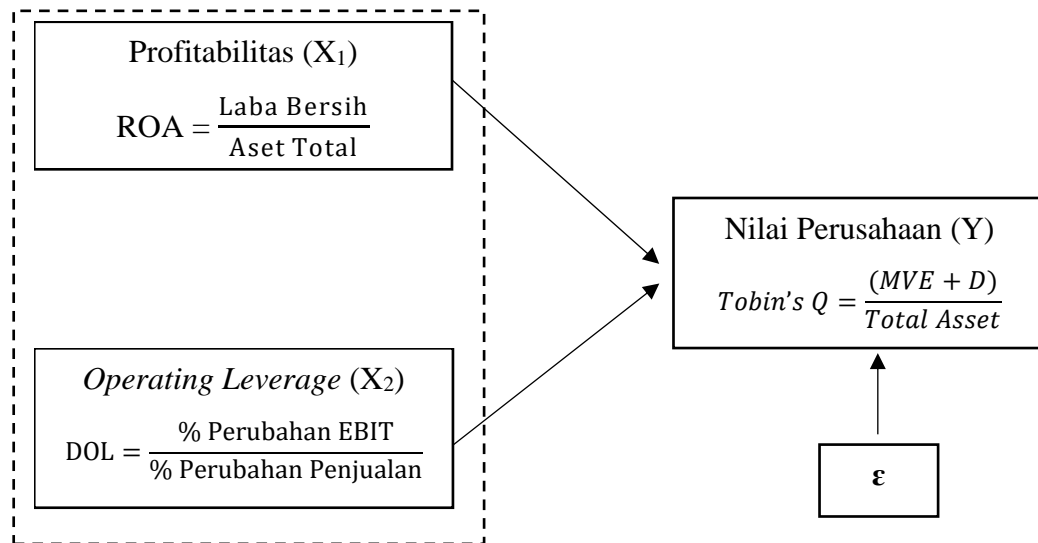 Profitabilitas (X₁)
ROA = Laba Bersih / Aset Total
Operating Leverage (X₂)
DOL = % Perubahan EBIT / % Perubahan Penjualan
Nilai Perusahaan (Y)
Tobin's Q = (MVE + D) / Total Asset
ε